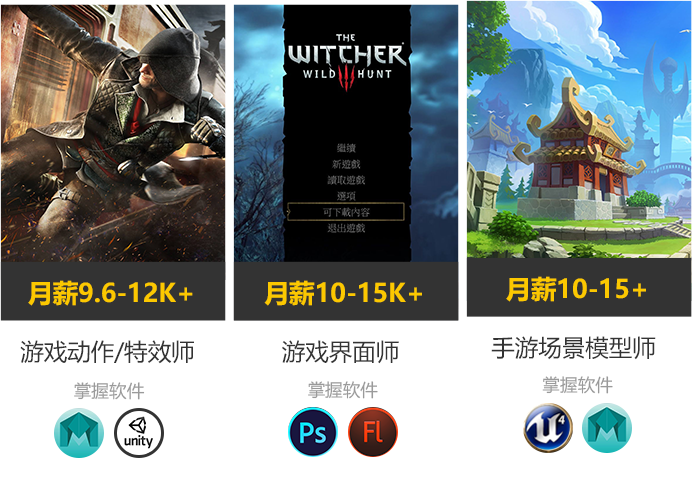 THE
WITCHER
WILD HUNT
繼續
新遊戲
讀取遊戲
選項
可下載內容
退出遊戲
月薪9.6-12K+
月薪10-15K+
月薪10-15+
游戏动作/特效师
游戏界面师
手游场景模型师
掌握软件
掌握软件
掌握软件
unity
Ps
Fl
U4
M